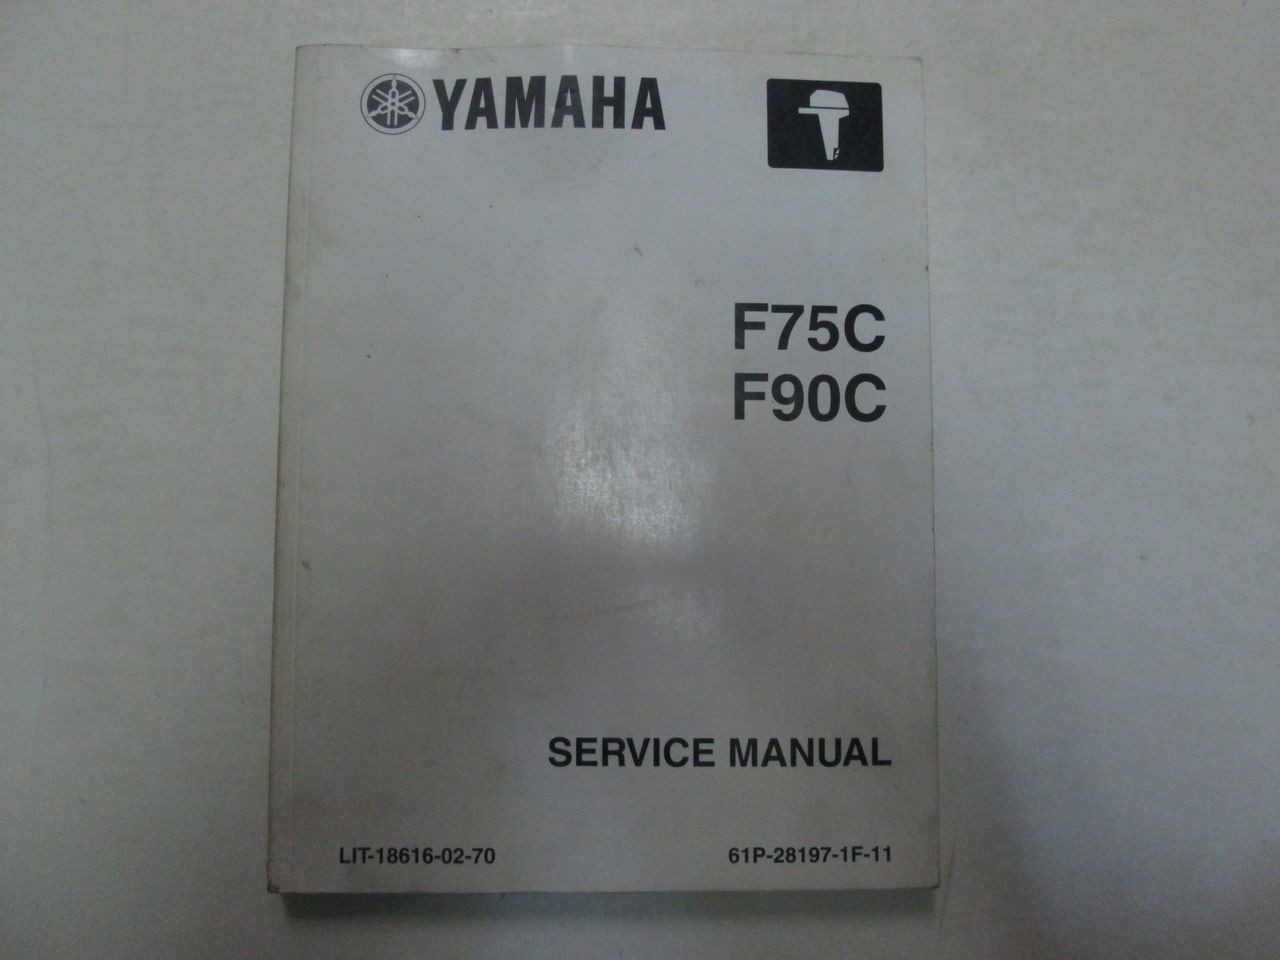 YAMAHA
F75C
F90C
SERVICE MANUAL
LIT-18616-02-70
61P-28197-1F-11